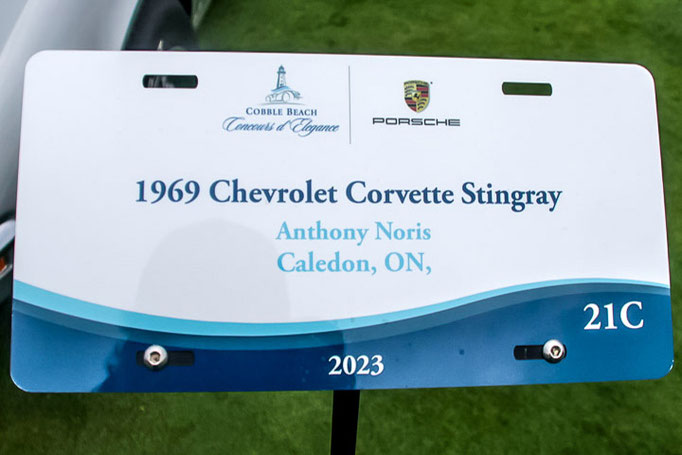 COBBLE BEACH
Concours d'Elegance
PORSCHE
1969 Chevrolet Corvette Stingray
Anthony Noris
Caledon, ON,
21C
2023